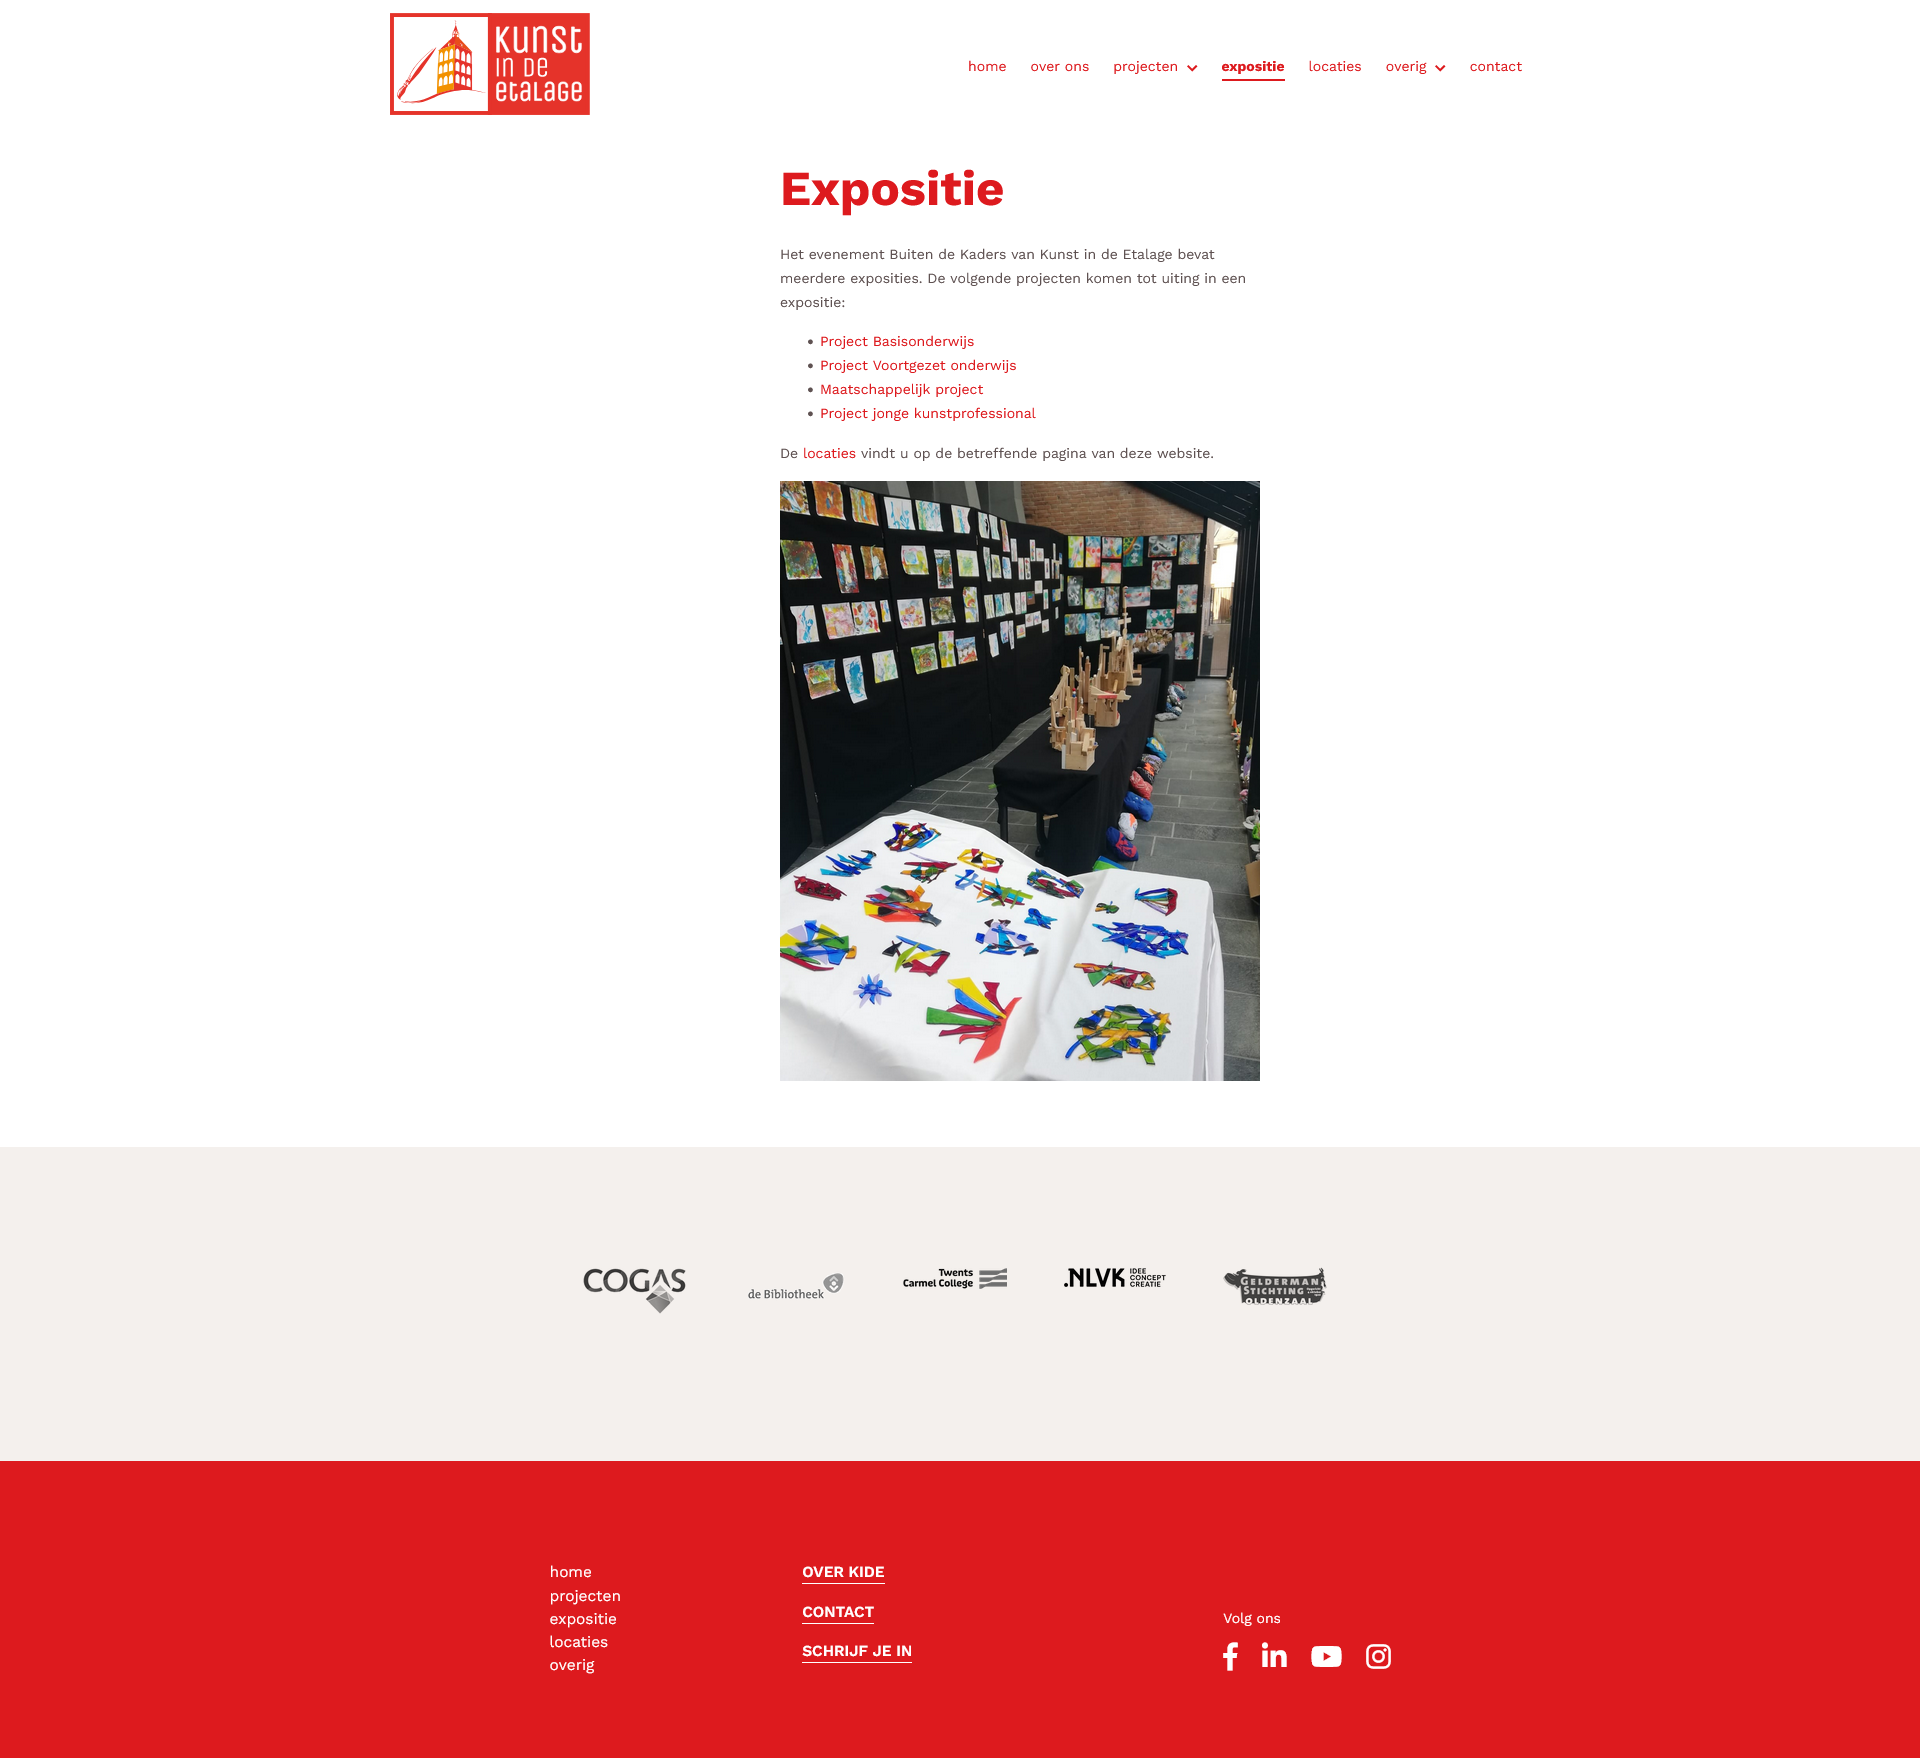 Kunst
in de
etalage
home over ons projecten expositie locaties overig contact
Expositie
Het evenement Buiten de Kaders van Kunst in de Etalage bevat
meerdere exposities. De volgende projecten komen tot uiting in een
expositie:
Project Basisonderwijs
Project Voortgezet onderwijs
Maatschappelijk project
Project jonge kunstprofessional
De locaties vindt u op de betreffende pagina van deze website.
COGAS
de Bibliotheek
Twents
Carmel College
.NLVK IDEE
CONCEPT
CREATIE
GELDERMAN
STICHTING
OLDENZAAL
home
projecten
expositie
locaties
overig
OVER KIDE
CONTACT
SCHRIJF JE IN
Volg ons